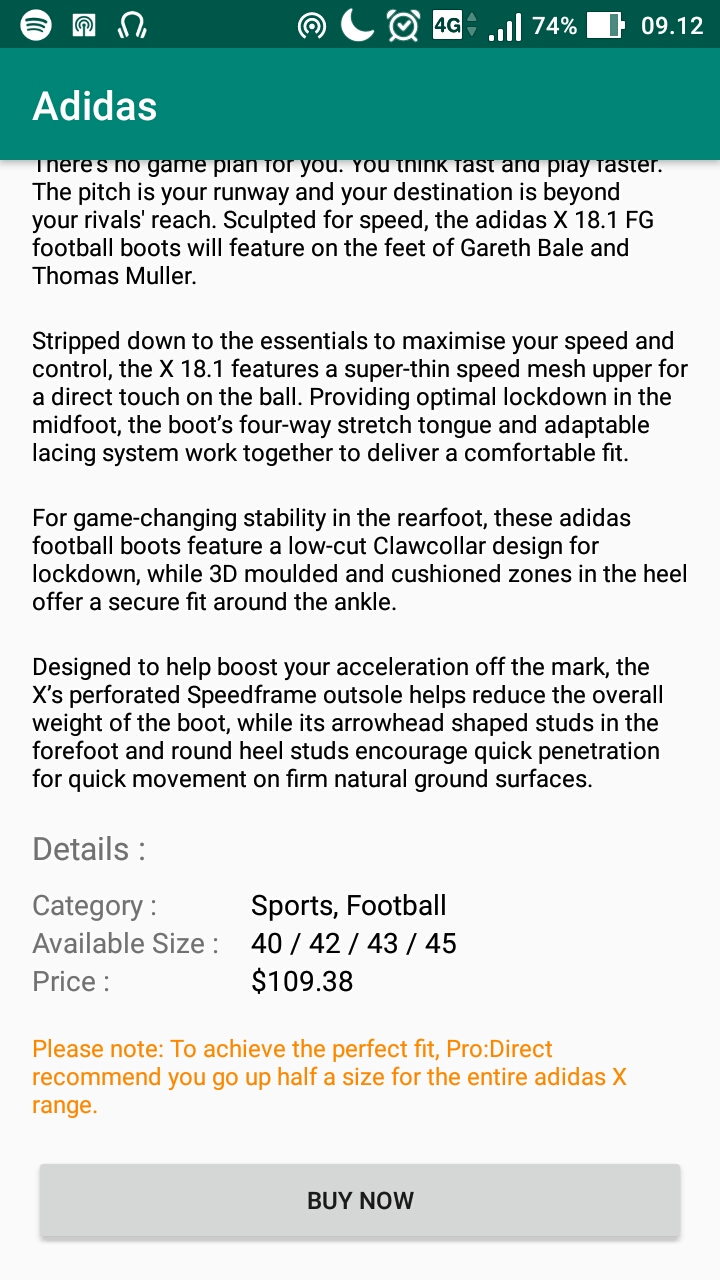 4G 74% 09.12
Adidas
There's no game plan for you. You think fast and play faster.
The pitch is your runway and your destination is beyond
your rivals' reach. Sculpted for speed, the adidas X 18.1 FG
football boots will feature on the feet of Gareth Bale and
Thomas Muller.
Stripped down to the essentials to maximise your speed and
control, the X 18.1 features a super-thin speed mesh upper for
a direct touch on the ball. Providing optimal lockdown in the
midfoot, the boot’s four-way stretch tongue and adaptable
lacing system work together to deliver a comfortable fit.
For game-changing stability in the rearfoot, these adidas
football boots feature a low-cut Clawcollar design for
lockdown, while 3D moulded and cushioned zones in the heel
offer a secure fit around the ankle.
Designed to help boost your acceleration off the mark, the
X’s perforated Speedframe outsole helps reduce the overall
weight of the boot, while its arrowhead shaped studs in the
forefoot and round heel studs encourage quick penetration
for quick movement on firm natural ground surfaces.
Details :
Category : Sports, Football
Available Size : 40 / 42 / 43 / 45
Price : $109.38
Please note: To achieve the perfect fit, Pro:Direct
recommend you go up half a size for the entire adidas X
range.
BUY NOW